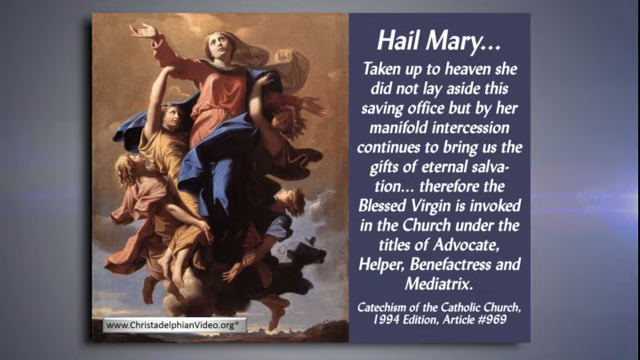 Hail Mary...
Taken up to heaven she
did not lay aside this
saving office but by her
manifold intercession
continues to bring us the
gifts of eternal salva-
tion... therefore the
Blessed Virgin is invoked
in the Church under the
titles of Advocate,
Helper, Benefactress and
Mediatrix.
Catechism of the Catholic Church,
1994 Edition, Article #969
www.ChristadelphianVideo.org